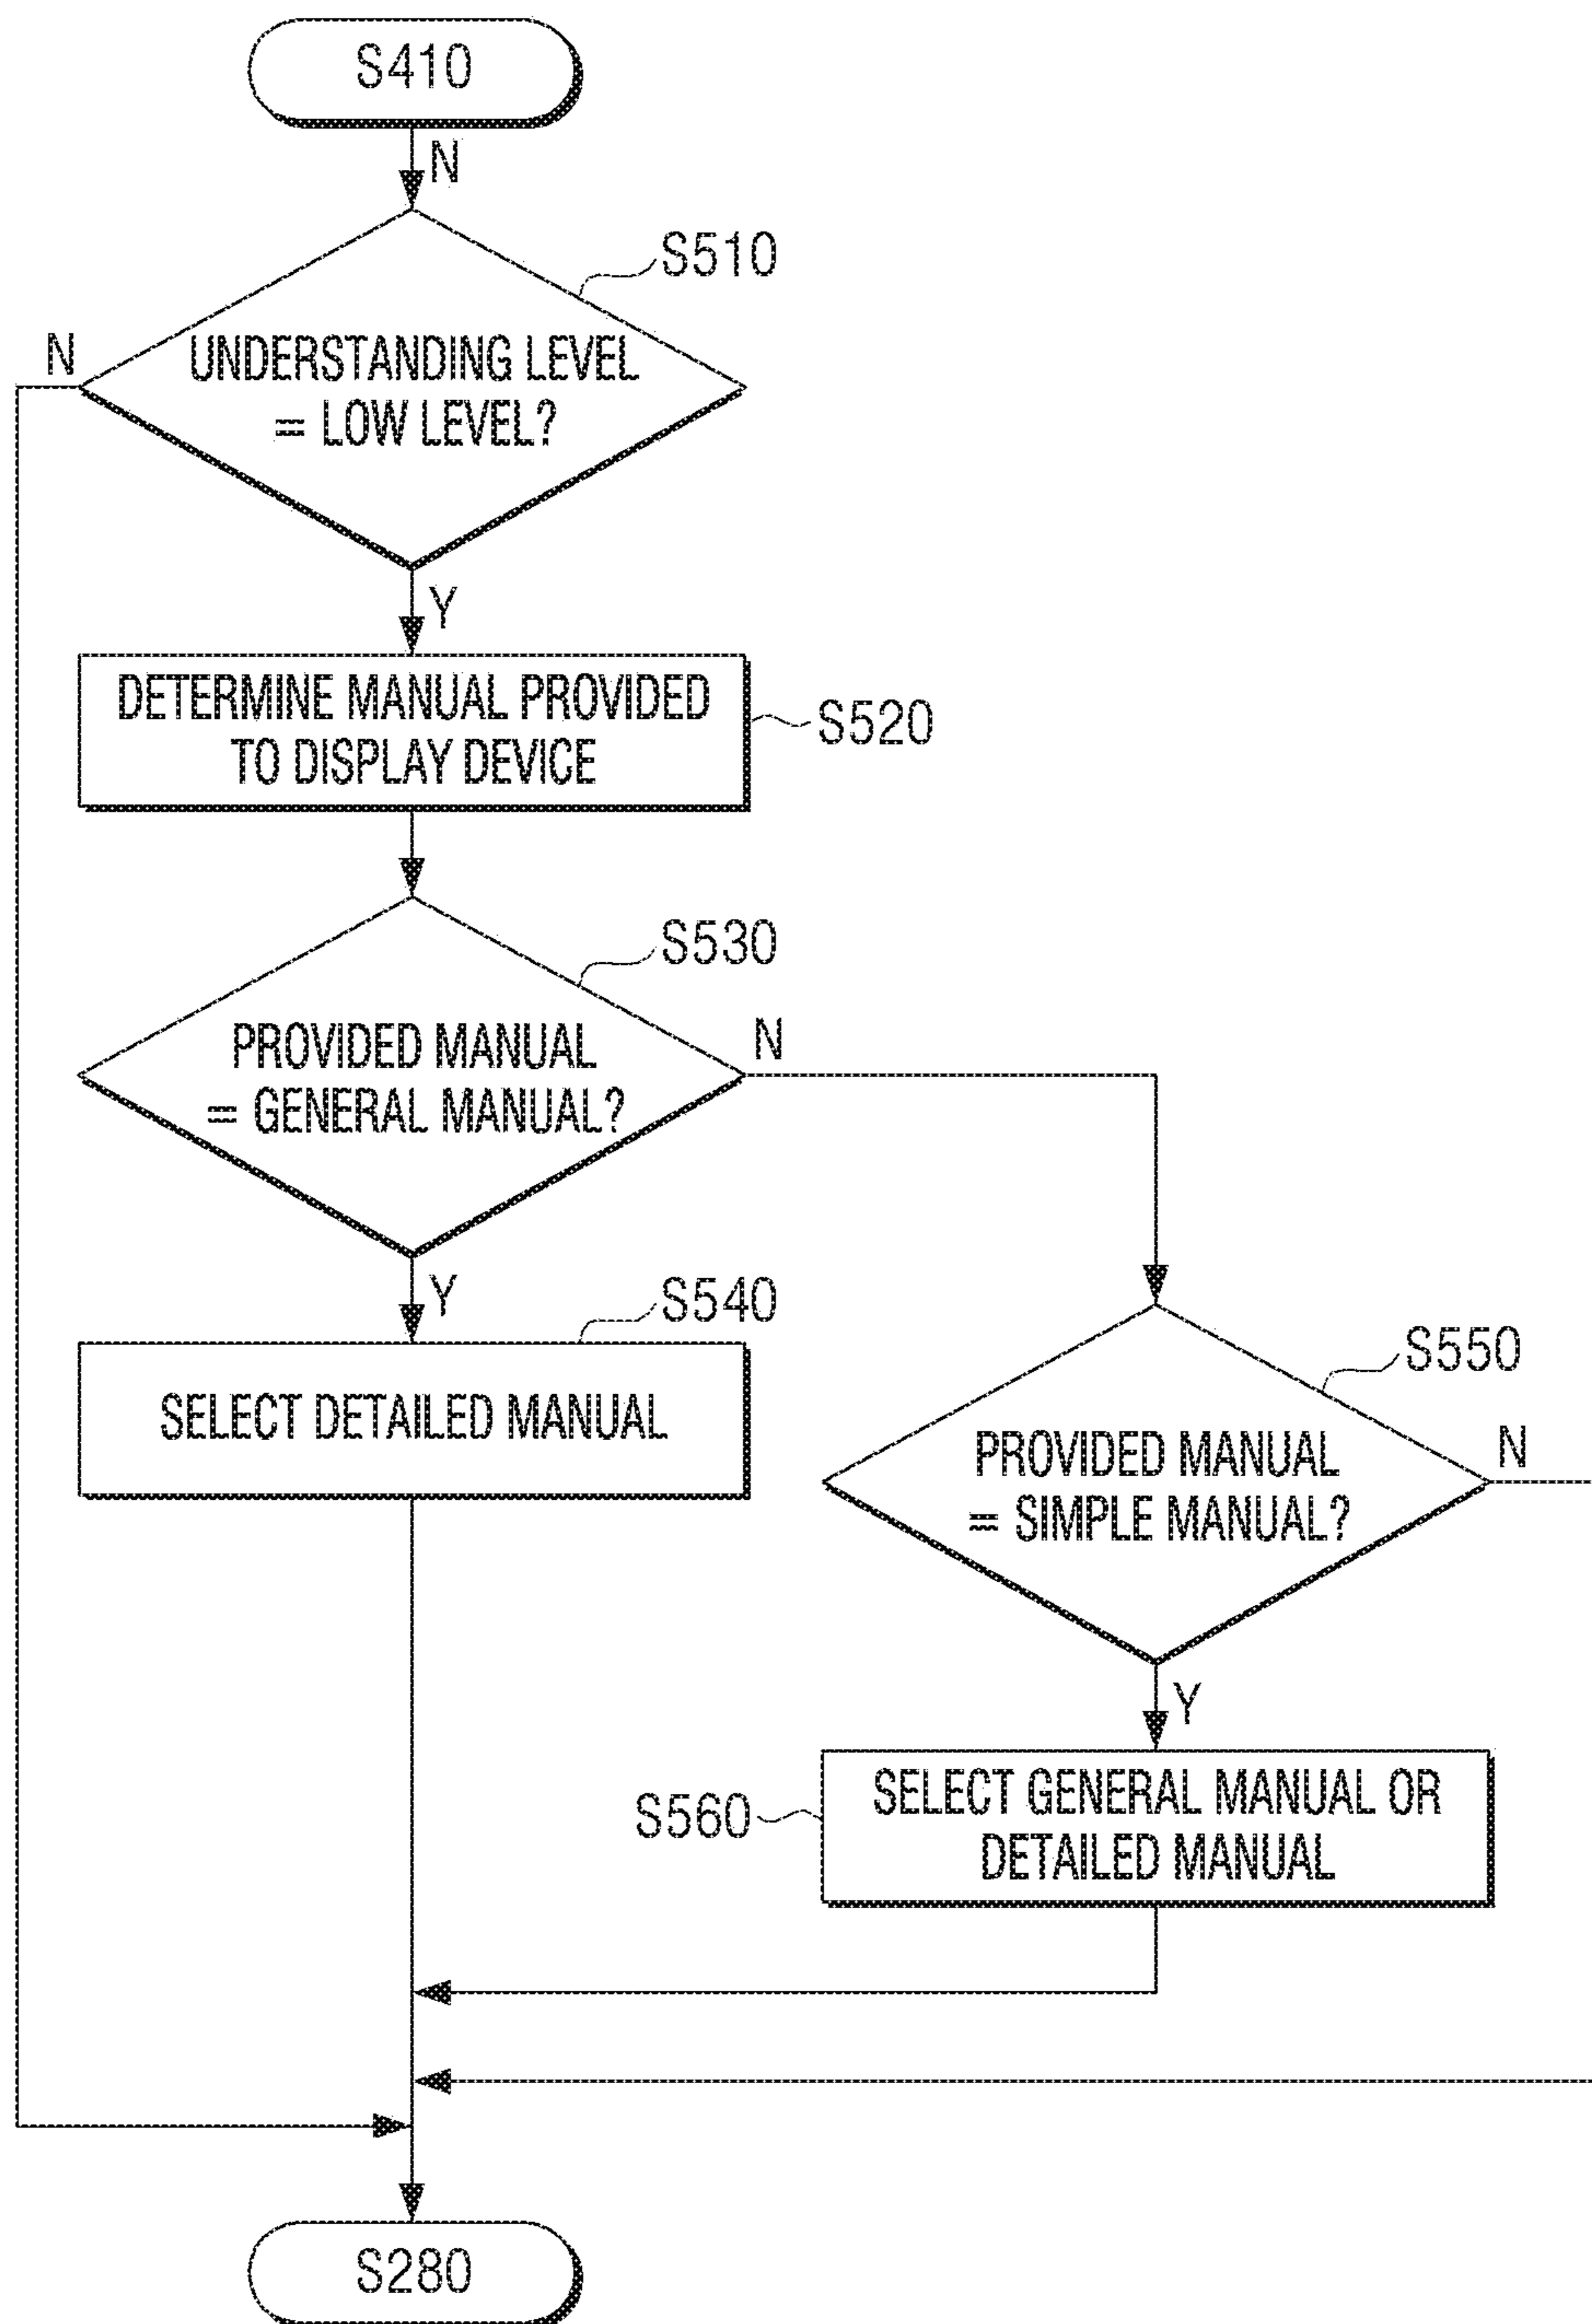 S410
N
S510
N
UNDERSTANDING LEVEL
= LOW LEVEL?
Y
DETERMINE MANUAL PROVIDED
TO DISPLAY DEVICE
S520
S530
PROVIDED MANUAL
= GENERAL MANUAL?
N
Y
S540
SELECT DETAILED MANUAL
S550
PROVIDED MANUAL
= SIMPLE MANUAL?
N
Y
S560
SELECT GENERAL MANUAL OR
DETAILED MANUAL
S280